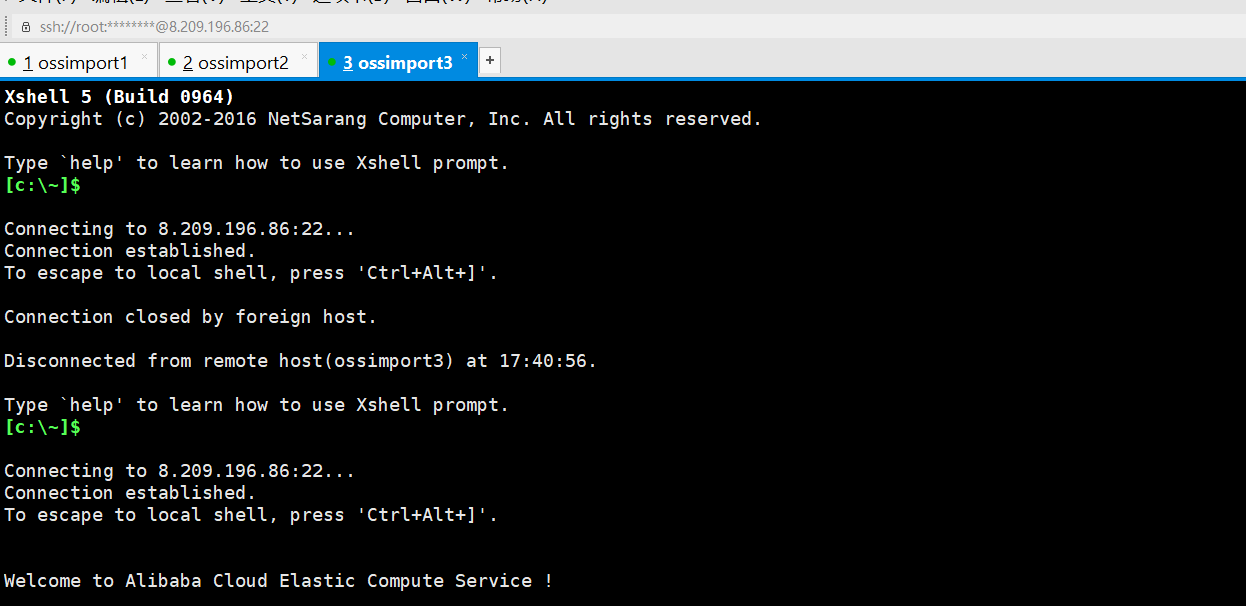 ssh://root:********@8.209.196.86:22
1 ossimport1 × 2 ossimport2 × 3 ossimport3 × +
Xshell 5 (Build 0964)
Copyright (c) 2002-2016 NetSarang Computer, Inc. All rights reserved.
Type `help' to learn how to use Xshell prompt.
[c:\~]$
Connecting to 8.209.196.86:22...
Connection established.
To escape to local shell, press 'Ctrl+Alt+]'.
Connection closed by foreign host.
Disconnected from remote host(ossimport3) at 17:40:56.
Type `help' to learn how to use Xshell prompt.
[c:\~]$
Connecting to 8.209.196.86:22...
Connection established.
To escape to local shell, press 'Ctrl+Alt+]'.
Welcome to Alibaba Cloud Elastic Compute Service !